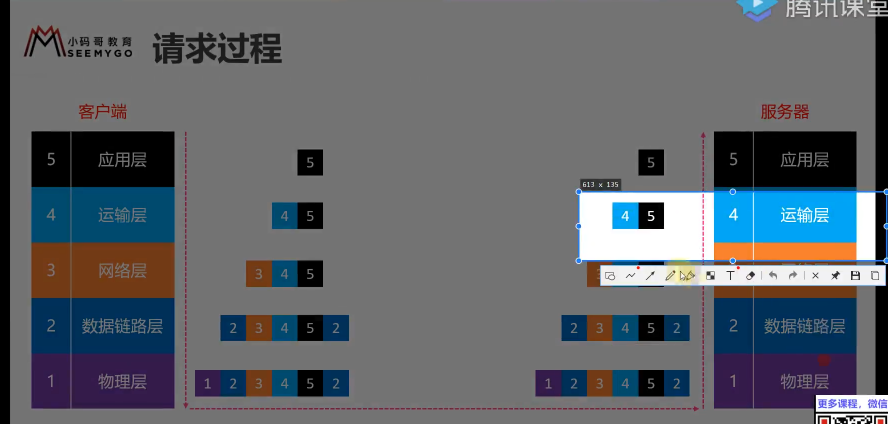 腾讯课堂
小码哥教育
SEEMYGO
请求过程
客户端
服务器
5 应用层 5 5 5 应用层
613 x 135
4 运输层 4 5 4 5 4 运输层
3 网络层 3 4 5 3
T
2 数据链路层 2 3 4 5 2 2 3 4 5 2 2 数据链路层
1 物理层 1 2 3 4 5 2 1 2 3 4 5 2 1 物理层
更多课程，微信